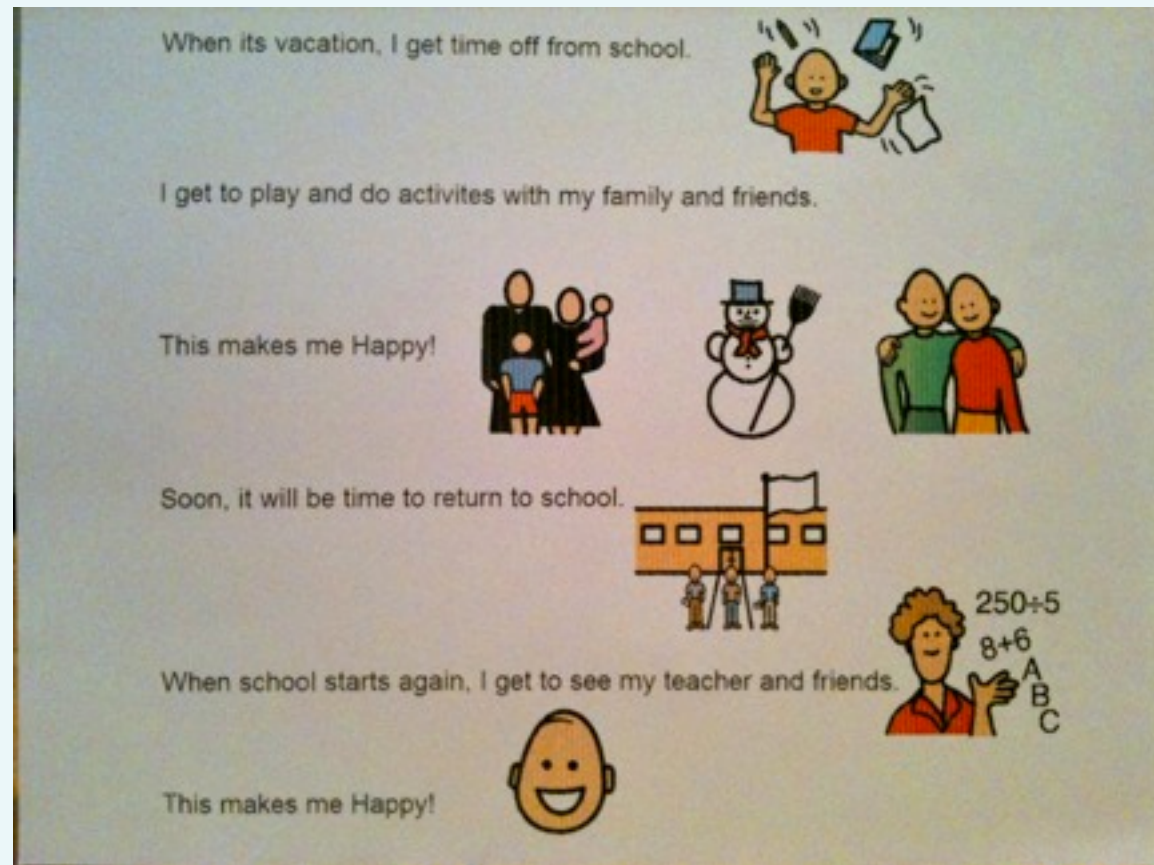 When its vacation, I get time off from school.
I get to play and do activites with my family and friends.
This makes me Happy!
Soon, it will be time to return to school.
250÷5
8+6
A
B
C
When school starts again, I get to see my teacher and friends.
This makes me Happy!